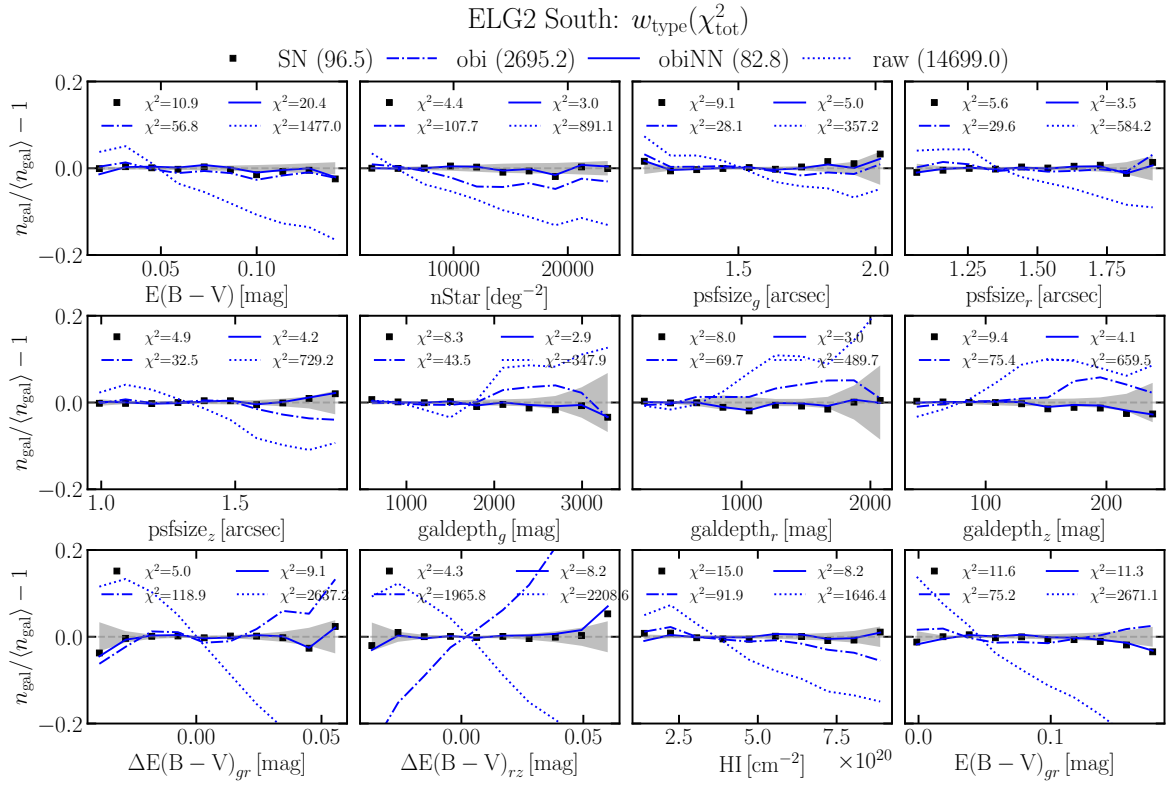 ELG2 South: w_type(χ²_tot)
SN (96.5) obi (2695.2) obiNN (82.8) raw (14699.0)
n_gal/⟨n_gal⟩ − 1
0.2
0.0
−0.2
χ²=10.9 χ²=20.4
χ²=56.8 χ²=1477.0
0.05 0.10
E(B − V) [mag]
χ²=4.4 χ²=3.0
χ²=107.7 χ²=891.1
10000 20000
nStar [deg⁻²]
χ²=9.1 χ²=5.0
χ²=28.1 χ²=357.2
1.5 2.0
psfsize_g [arcsec]
χ²=5.6 χ²=3.5
χ²=29.6 χ²=584.2
1.25 1.50 1.75
psfsize_r [arcsec]
n_gal/⟨n_gal⟩ − 1
0.2
0.0
−0.2
χ²=4.9 χ²=4.2
χ²=32.5 χ²=729.2
1.0 1.5
psfsize_z [arcsec]
χ²=8.3 χ²=2.9
χ²=43.5 χ²=347.9
1000 2000 3000
galdepth_g [mag]
χ²=8.0 χ²=3.0
χ²=69.7 χ²=489.7
1000 2000
galdepth_r [mag]
χ²=9.4 χ²=4.1
χ²=75.4 χ²=659.5
100 200
galdepth_z [mag]
n_gal/⟨n_gal⟩ − 1
0.2
0.0
−0.2
χ²=5.0 χ²=9.1
χ²=118.9 χ²=2637.2
0.00 0.05
ΔE(B − V)_gr [mag]
χ²=4.3 χ²=8.2
χ²=1965.8 χ²=2208.6
0.00 0.05
ΔE(B − V)_rz [mag]
χ²=15.0 χ²=8.2
χ²=91.9 χ²=1646.4
2.5 5.0 7.5
HI [cm⁻²] ×10²⁰
χ²=11.6 χ²=11.3
χ²=75.2 χ²=2671.1
0.0 0.1
E(B − V)_gr [mag]